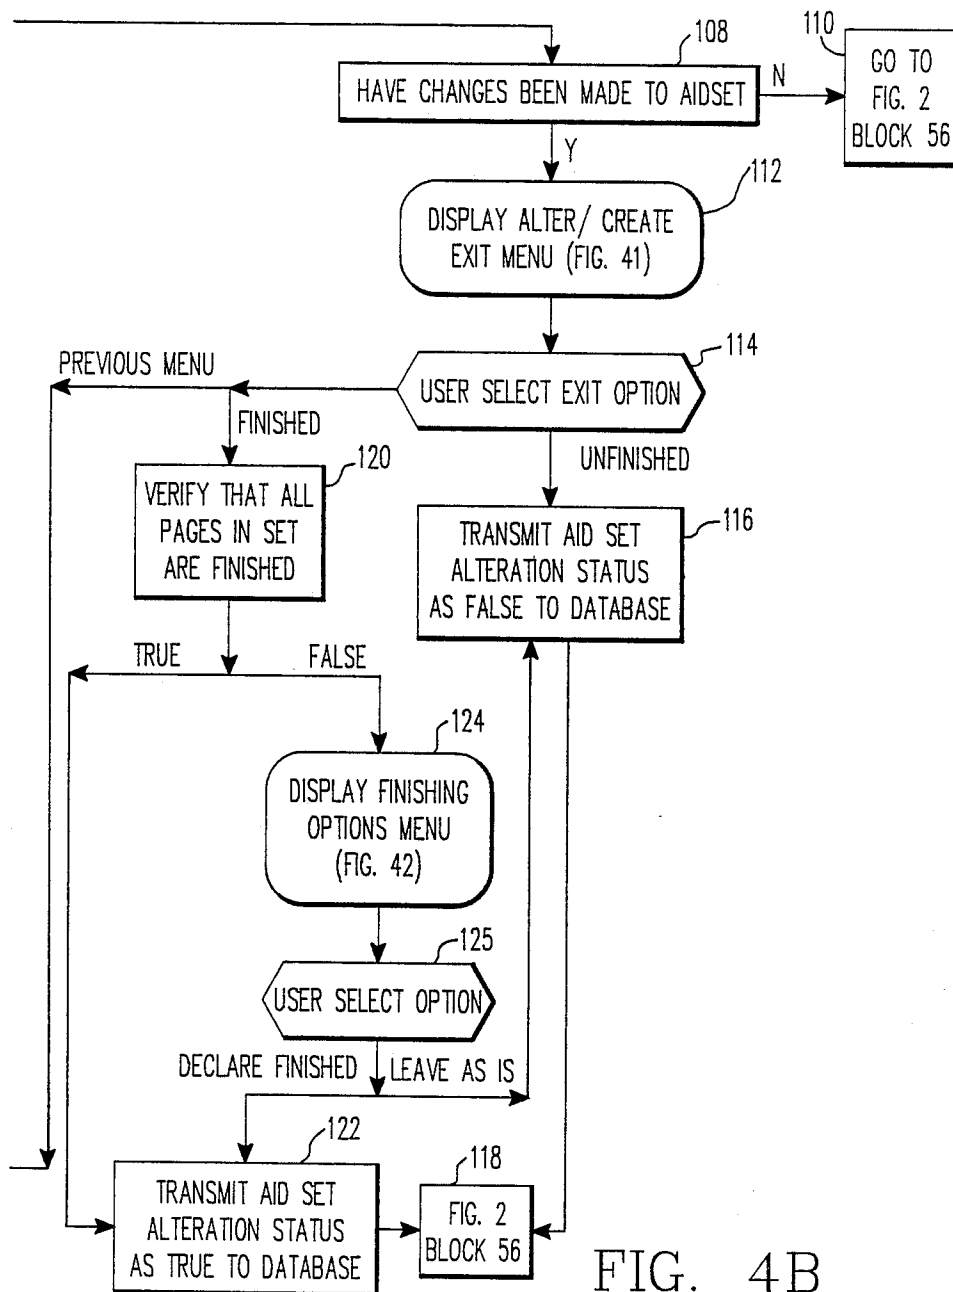 108
HAVE CHANGES BEEN MADE TO AIDSET
N
110
GO TO
FIG. 2
BLOCK 56
Y
112
DISPLAY ALTER/ CREATE
EXIT MENU (FIG. 41)
114
USER SELECT EXIT OPTION
PREVIOUS MENU
FINISHED
UNFINISHED
120
VERIFY THAT ALL
PAGES IN SET
ARE FINISHED
116
TRANSMIT AID SET
ALTERATION STATUS
AS FALSE TO DATABASE
TRUE
FALSE
124
DISPLAY FINISHING
OPTIONS MENU
(FIG. 42)
125
USER SELECT OPTION
DECLARE FINISHED
LEAVE AS IS
122
TRANSMIT AID SET
ALTERATION STATUS
AS TRUE TO DATABASE
118
FIG. 2
BLOCK 56
FIG. 4B